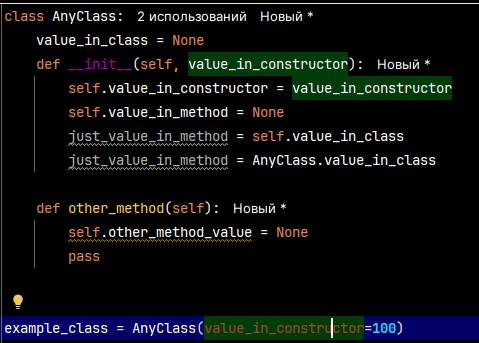 class AnyClass: 2 использований Новый *
    value_in_class = None
    def __init__(self, value_in_constructor): Новый *
        self.value_in_constructor = value_in_constructor
        self.value_in_method = None
        just_value_in_method = self.value_in_class
        just_value_in_method = AnyClass.value_in_class
    def other_method(self): Новый *
        self.other_method_value = None
        pass
example_class = AnyClass(value_in_constructor=100)